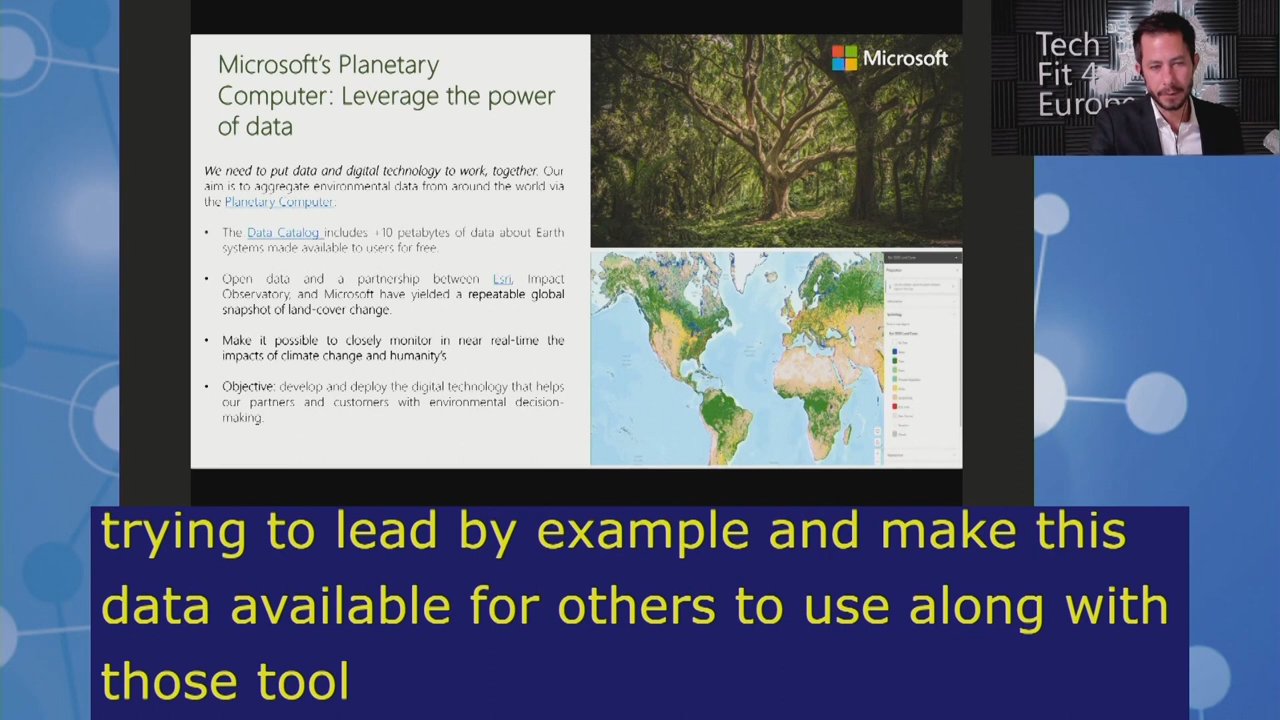 Microsoft's Planetary
Computer: Leverage the power
of data
Microsoft
Tech
Fit 4
Europe
We need to put data and digital technology to work, together. Our
aim is to aggregate environmental data from around the world via
the Planetary Computer.
• The Data Catalog includes +10 petabytes of data about Earth
systems made available to users for free.
• Open data and a partnership between Esri, Impact
Observatory, and Microsoft have yielded a repeatable global
snapshot of land-cover change.
• Make it possible to closely monitor in near real-time the
impacts of climate change and humanity's
• Objective: develop and deploy the digital technology that helps
our partners and customers with environmental decision-
making.
trying to lead by example and make this
data available for others to use along with
those tool